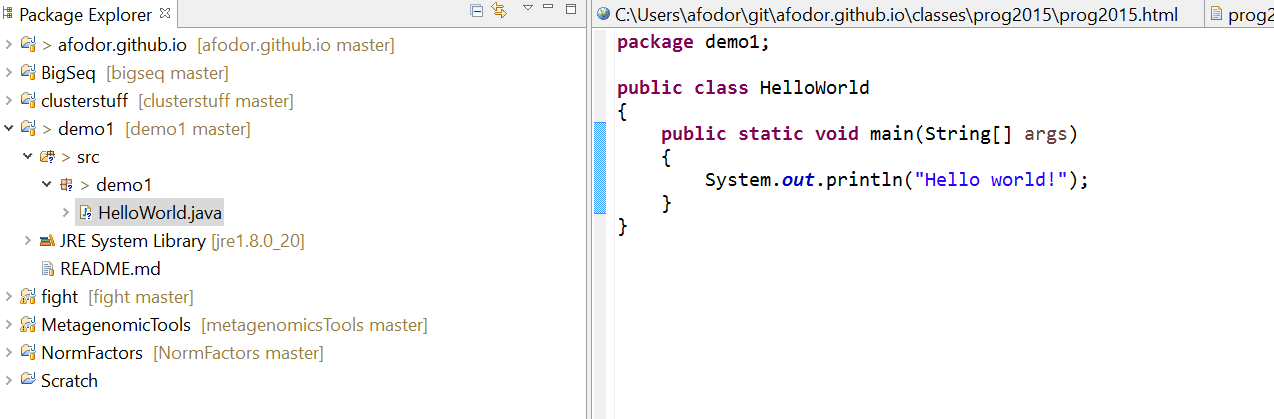 Package Explorer
> afodor.github.io [afodor.github.io master]
BigSeq [bigseq master]
clusterstuff [clusterstuff master]
> demo1 [demo1 master]
> src
> demo1
HelloWorld.java
JRE System Library [jre1.8.0_20]
README.md
fight [fight master]
MetagenomicTools [metagenomicsTools master]
NormFactors [NormFactors master]
Scratch
C:\Users\afodor\git\afodor.github.io\classes\prog2015\prog2015.html
prog2
package demo1;
public class HelloWorld
{
public static void main(String[] args)
{
System.out.println("Hello world!");
}
}